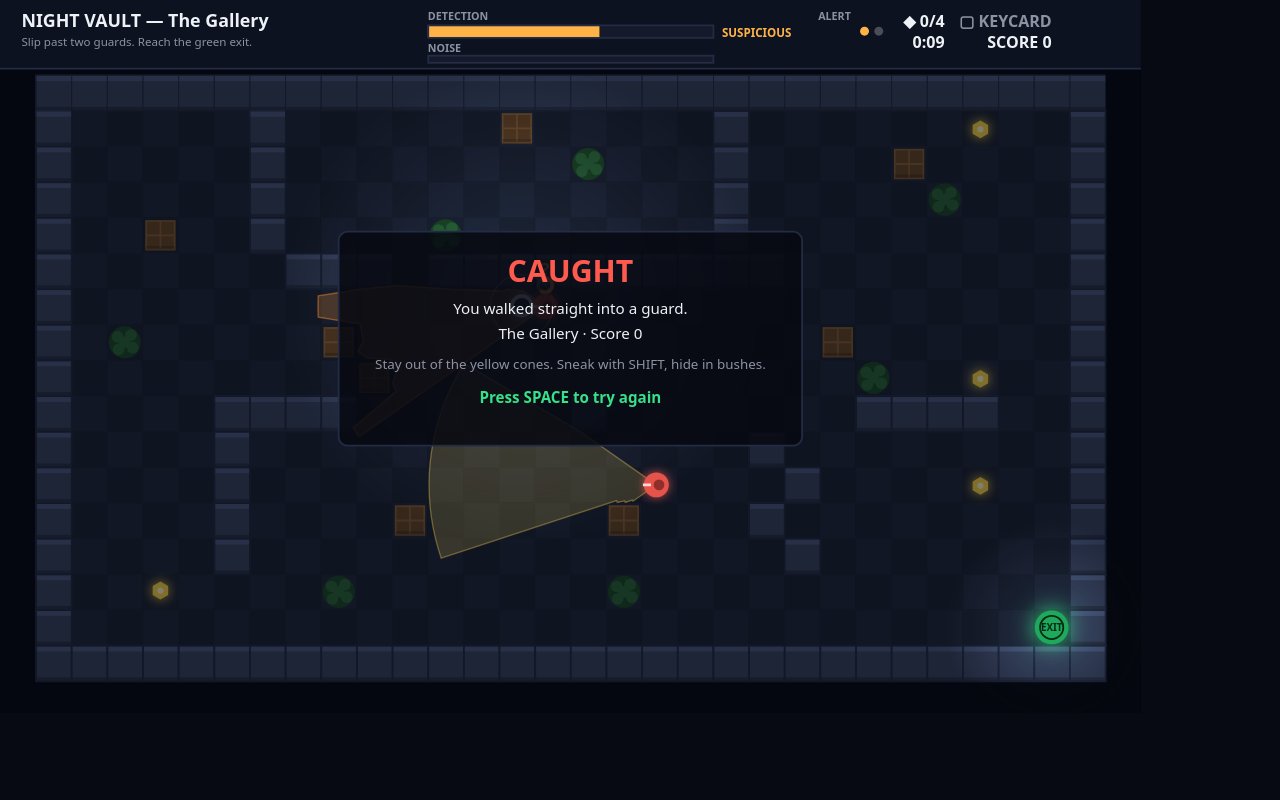 NIGHT VAULT — The Gallery
Slip past two guards. Reach the green exit.
DETECTION
SUSPICIOUS
NOISE
ALERT
◆ 0/4
0:09
▢ KEYCARD
SCORE 0
CAUGHT
You walked straight into a guard.
The Gallery · Score 0
Stay out of the yellow cones. Sneak with SHIFT, hide in bushes.
Press SPACE to try again
EXIT